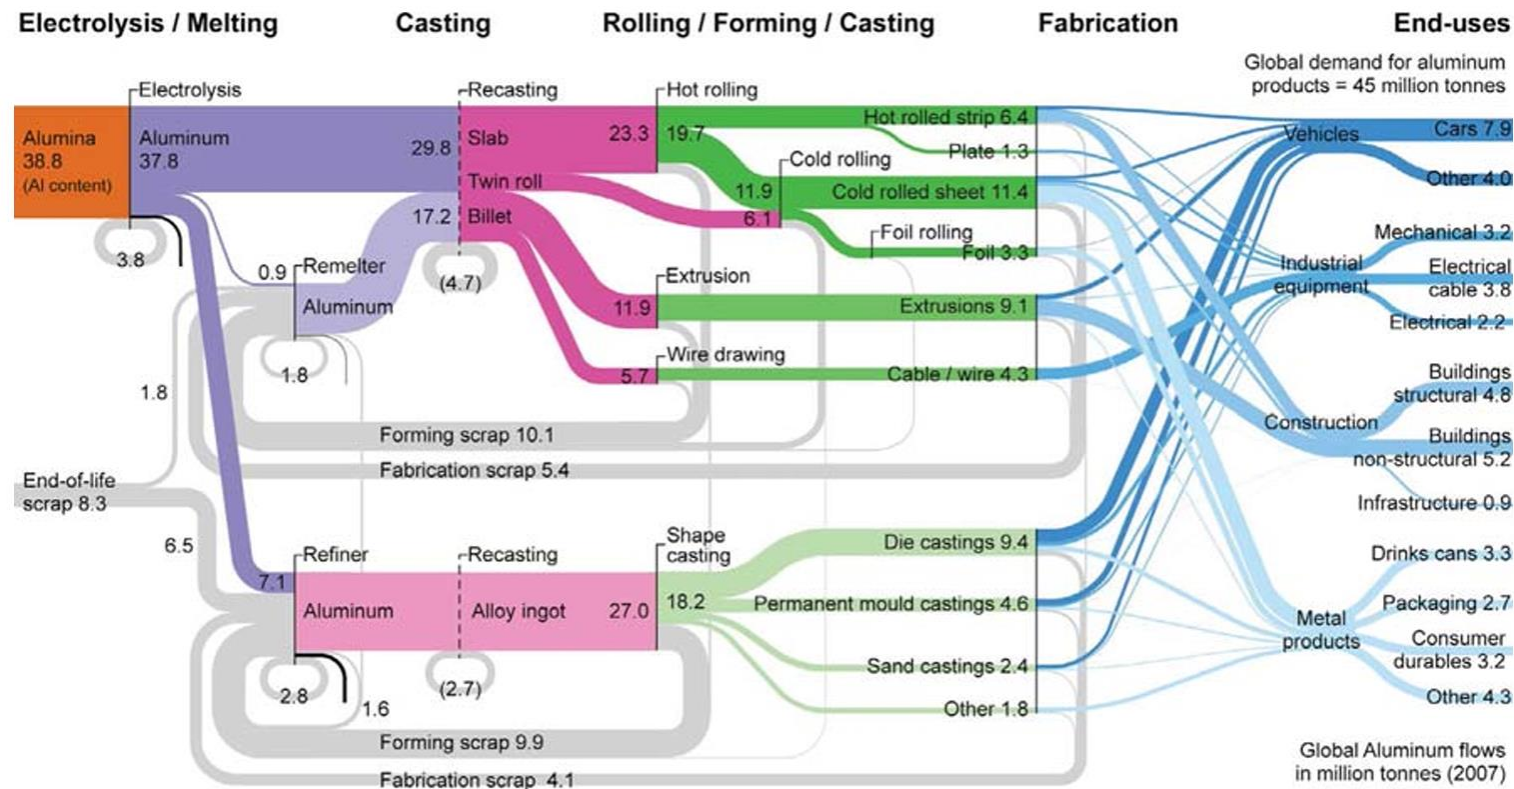 Electrolysis / Melting
Casting
Rolling / Forming / Casting
Fabrication
End-uses
Global demand for aluminum
products = 45 million tonnes
Electrolysis
Recasting
Hot rolling
Alumina
38.8
(Al content)
Aluminum
37.8
29.8
Slab
23.3
19.7
Hot rolled strip 6.4
Vehicles
Cars 7.9
Plate 1.3
Cold rolling
Twin roll
11.9
Cold rolled sheet 11.4
Other 4.0
17.2
Billet
6.1
Foil rolling
Foil 3.3
Mechanical 3.2
3.8
0.9
Remelter
(4.7)
Extrusion
Industrial
equipment
Electrical
cable 3.8
Aluminum
11.9
Extrusions 9.1
Electrical 2.2
Wire drawing
1.8
5.7
Cable / wire 4.3
1.8
Buildings
structural 4.8
Forming scrap 10.1
Construction
Buildings
non-structural 5.2
Fabrication scrap 5.4
End-of-life
scrap 8.3
Infrastructure 0.9
6.5
Refiner
Recasting
Shape
casting
Die castings 9.4
Drinks cans 3.3
7.1
Aluminum
Alloy ingot
27.0
18.2
Permanent mould castings 4.6
Metal
products
Packaging 2.7
Consumer
durables 3.2
Sand castings 2.4
2.8
(2.7)
1.6
Other 1.8
Other 4.3
Forming scrap 9.9
Fabrication scrap 4.1
Global Aluminum flows
in million tonnes (2007)